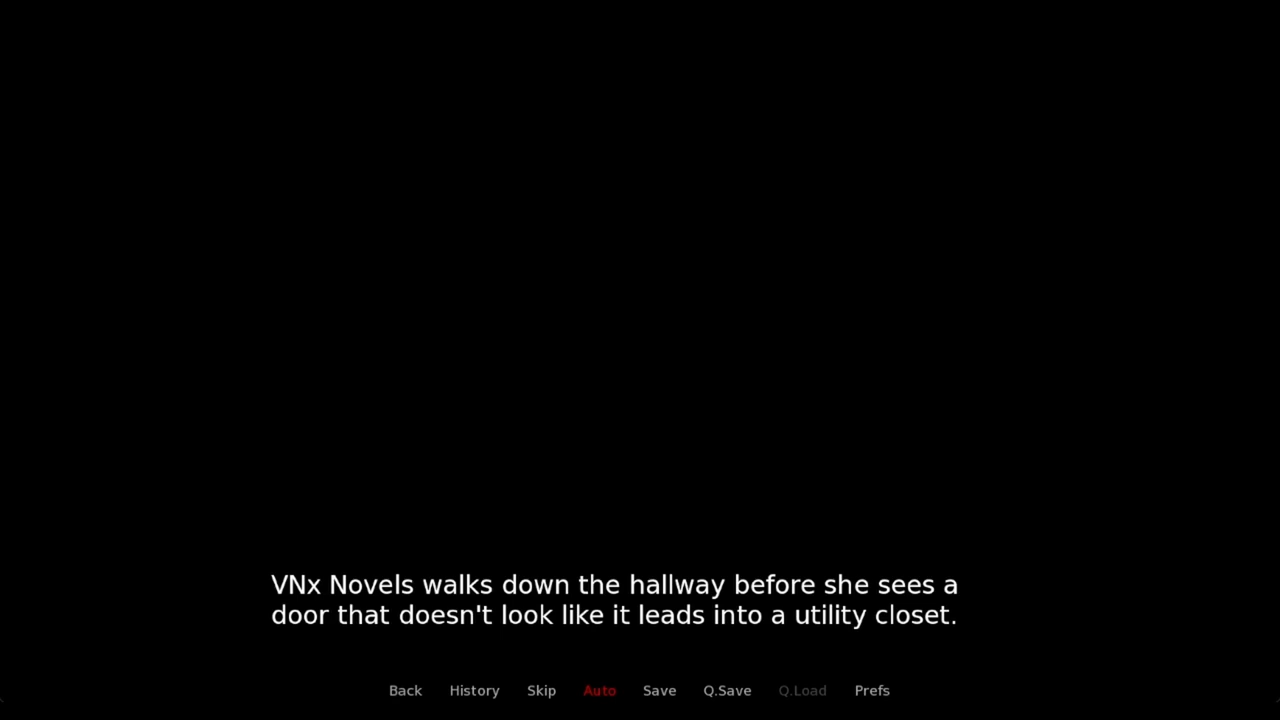 VNx Novels walks down the hallway before she sees a
door that doesn't look like it leads into a utility closet.
Back History Skip Auto Save Q.Save Q.Load Prefs